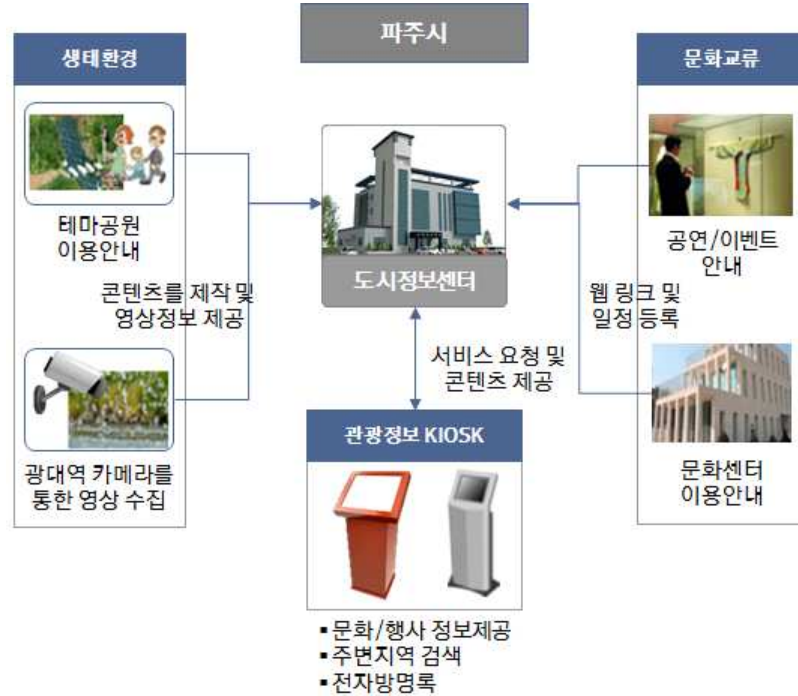 파주시
생태환경
테마공원
이용안내
콘텐츠를 제작 및
영상정보 제공
광대역 카메라를
통한 영상 수집
도시정보센터
서비스 요청 및
콘텐츠 제공
관광정보 KIOSK
▪문화/행사 정보제공
▪주변지역 검색
▪전자방명록
문화교류
공연/이벤트
안내
웹 링크 및
일정 등록
문화센터
이용안내